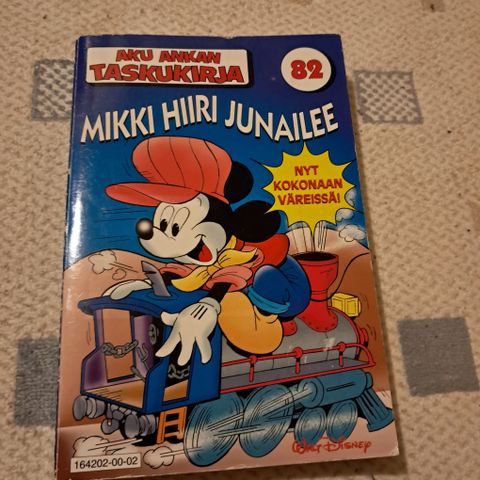 AKU ANKAN
TASKUKIRJA
82
MIKKI HIIRI JUNAILEE
NYT
KOKONAAN
VÄREISSÄ!
WALT DISNEY
164202-00-02